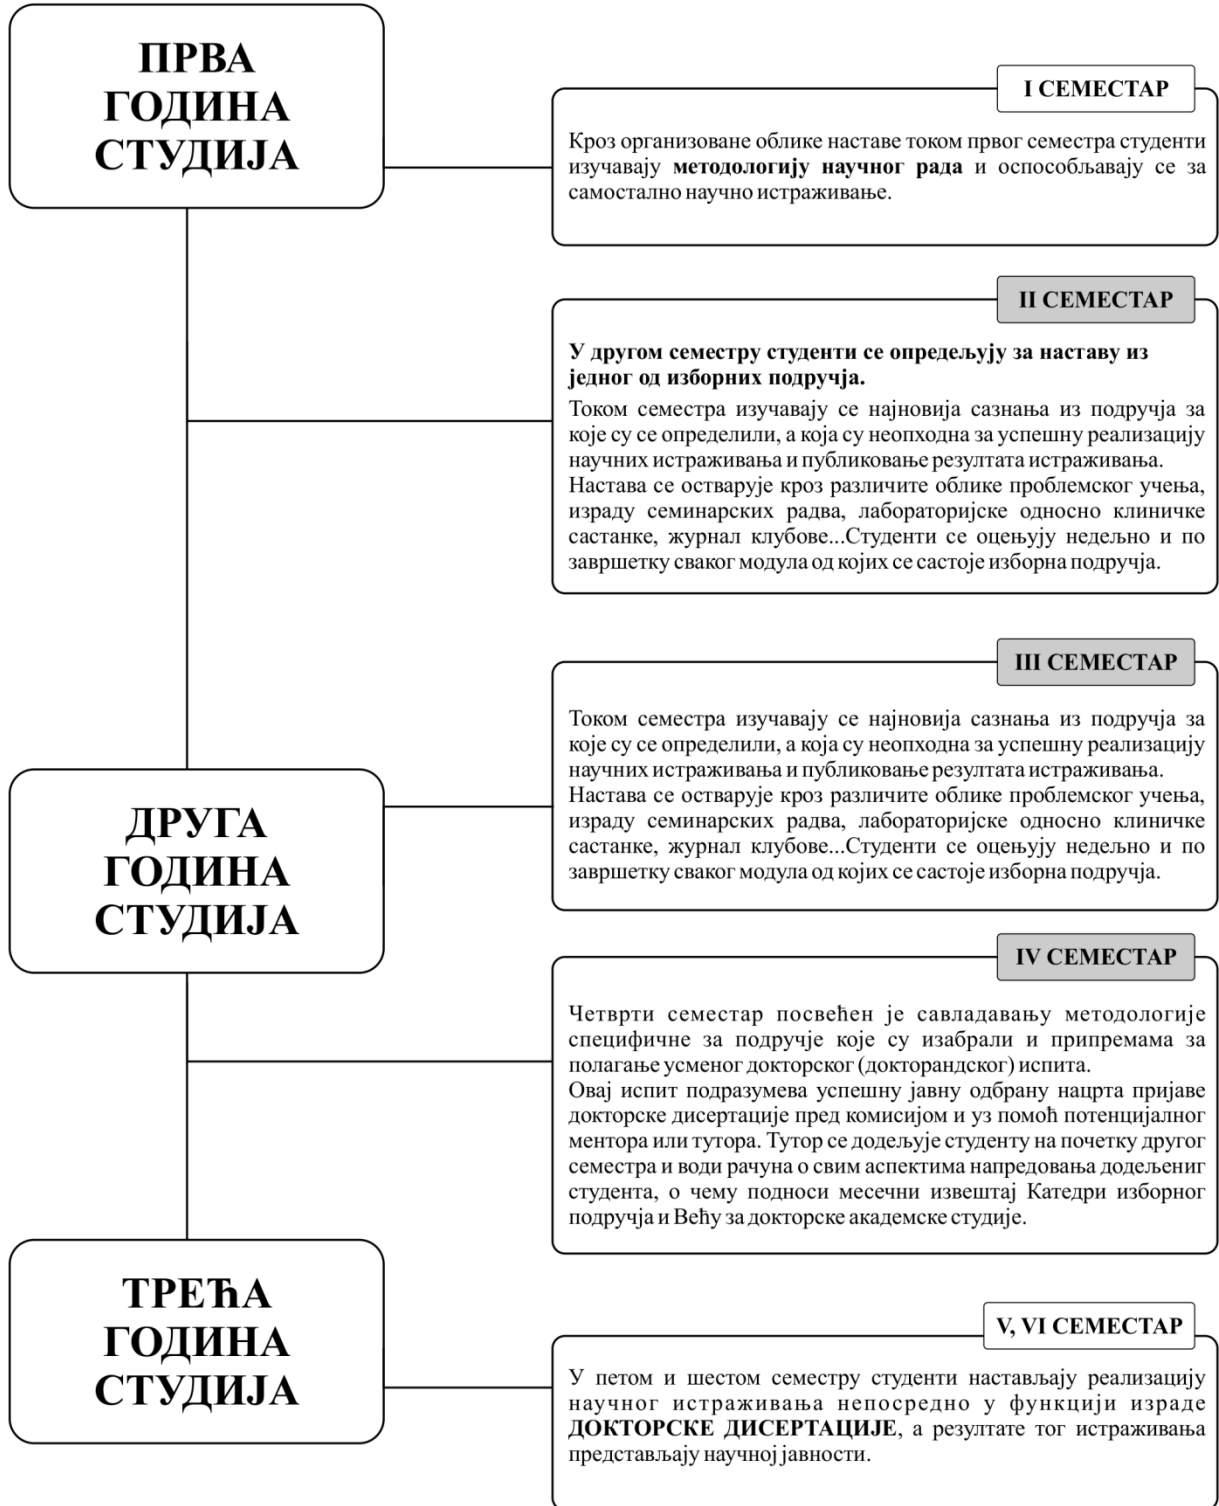 ПРВА
ГОДИНА
СТУДИЈА
I СЕМЕСТАР
Кроз организоване облике наставе током првог семестра студенти
изучавају методологију научног рада и оспособљавају се за
самостално научно истраживање.
II СЕМЕСТАР
У другом семестру студенти се опредељују за наставу из
једног од изборних подручја.
Током семестра изучавају се најновија сазнања из подручја за
које су се определили, а која су неопходна за успешну реализацију
научних истраживања и публиковање резултата истраживања.
Настава се остварује кроз различите облике проблемског учења,
израду семинарских радва, лабораторијске односно клиничке
састанке, журнал клубове...Студенти се оцењују недељно и по
завршетку сваког модула од којих се састоје изборна подручја.
III СЕМЕСТАР
Током семестра изучавају се најновија сазнања из подручја за
које су се определили, а која су неопходна за успешну реализацију
научних истраживања и публиковање резултата истраживања.
Настава се остварује кроз различите облике проблемског учења,
израду семинарских радва, лабораторијске односно клиничке
састанке, журнал клубове...Студенти се оцењују недељно и по
завршетку сваког модула од којих се састоје изборна подручја.
ДРУГА
ГОДИНА
СТУДИЈА
IV СЕМЕСТАР
Четврти семестар посвећен је савладавању методологије
специфичне за подручје које су изабрали и припремама за
полагање усменог докторског (докторандског) испита.
Овај испит подразумева успешну јавну одбрану нацрта пријаве
докторске дисертације пред комисијом и уз помоћ потенцијалног
ментора или тутора. Тутор се додељује студенту на почетку другог
семестра и води рачуна о свим аспектима напредовања додељениг
студента, о чему подноси месечни извештај Катедри изборног
подручја и Већу за докторске академске студије.
ТРЕЋА
ГОДИНА
СТУДИЈА
V, VI СЕМЕСТАР
У петом и шестом семестру студенти настављају реализацију
научног истраживања непосредно у функцији израде
ДОКТОРСКЕ ДИСЕРТАЦИЈЕ, а резултате тог истраживања
представљају научној јавности.